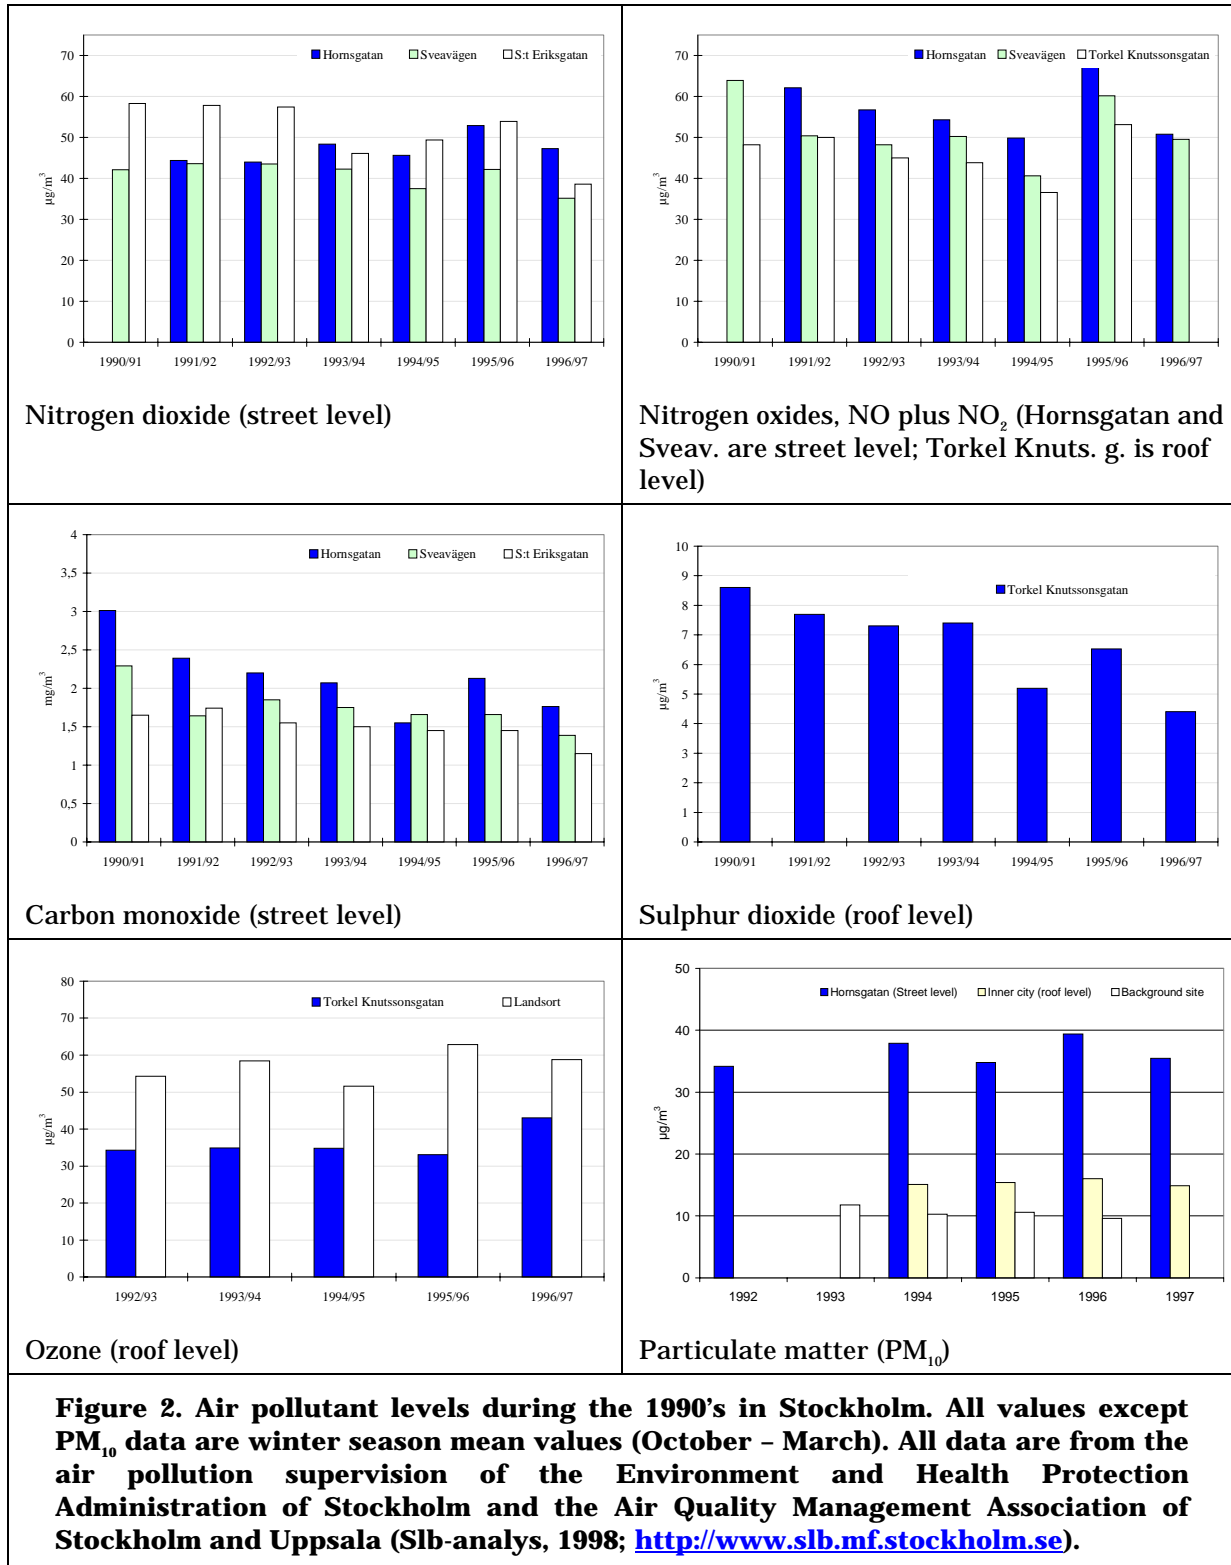 Hornsgatan Sveavägen S:t Eriksgatan
70
60
50
40
30
20
10
0
µg/m³
1990/91 1991/92 1992/93 1993/94 1994/95 1995/96 1996/97
Nitrogen dioxide (street level)
Hornsgatan Sveavägen Torkel Knutssonsgatan
70
60
50
40
30
20
10
0
µg/m³
1990/91 1991/92 1992/93 1993/94 1994/95 1995/96 1996/97
Nitrogen oxides, NO plus NO₂ (Hornsgatan and
Sveav. are street level; Torkel Knuts. g. is roof
level)
Hornsgatan Sveavägen S:t Eriksgatan
4
3,5
3
2,5
2
1,5
1
0,5
0
mg/m³
1990/91 1991/92 1992/93 1993/94 1994/95 1995/96 1996/97
Carbon monoxide (street level)
Torkel Knutssonsgatan
10
9
8
7
6
5
4
3
2
1
0
µg/m³
1990/91 1991/92 1992/93 1993/94 1994/95 1995/96 1996/97
Sulphur dioxide (roof level)
Torkel Knutssonsgatan Landsort
80
70
60
50
40
30
20
10
0
µg/m³
1992/93 1993/94 1994/95 1995/96 1996/97
Ozone (roof level)
Hornsgatan (Street level) Inner city (roof level) Background site
50
40
30
20
10
0
µg/m³
1992 1993 1994 1995 1996 1997
Particulate matter (PM₁₀)
Figure 2. Air pollutant levels during the 1990's in Stockholm. All values except
PM₁₀ data are winter season mean values (October – March). All data are from the
air pollution supervision of the Environment and Health Protection
Administration of Stockholm and the Air Quality Management Association of
Stockholm and Uppsala (Slb-analys, 1998; http://www.slb.mf.stockholm.se).